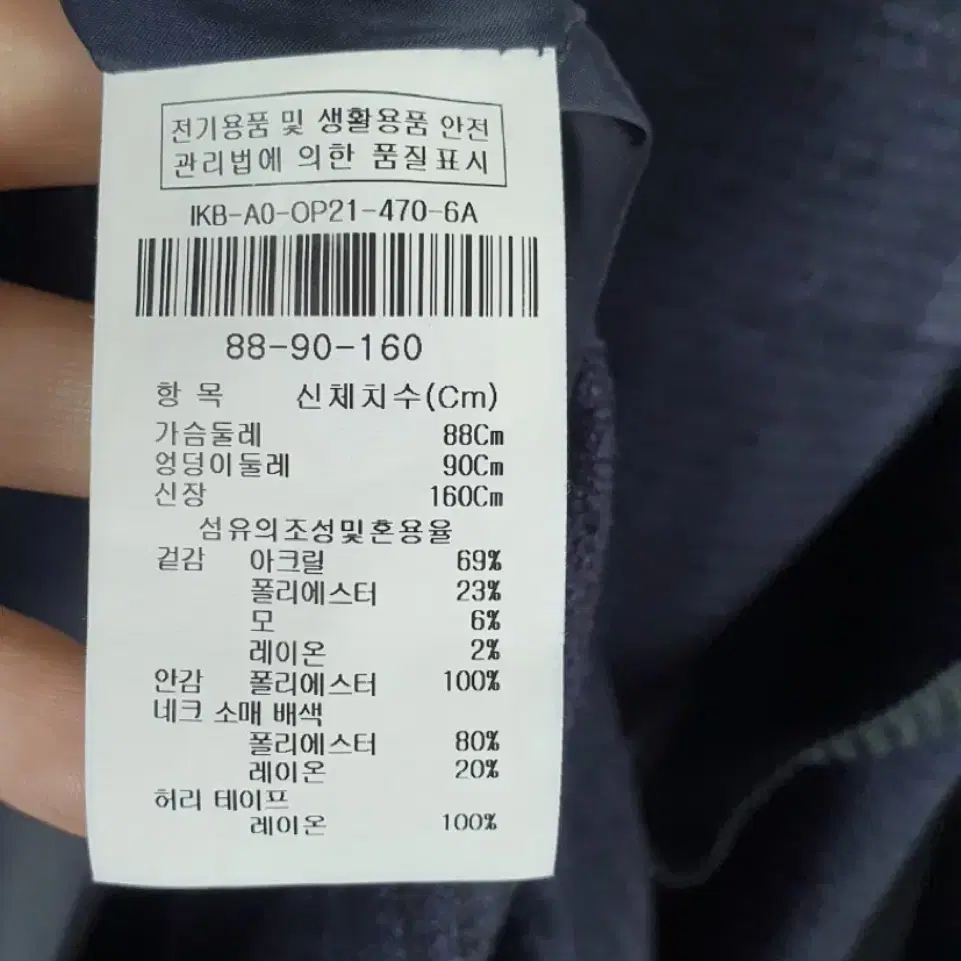 전기용품 및 생활용품 안전
관리법에 의한 품질표시
IKB-A0-OP21-470-6A
88-90-160
항 목 신체치수(Cm)
가슴둘레 88Cm
엉덩이둘레 90Cm
신장 160Cm
섬유의조성및혼용율
겉감 아크릴 69%
폴리에스터 23%
모 6%
레이온 2%
안감 폴리에스터 100%
네크 소매 배색
폴리에스터 80%
레이온 20%
허리 테이프
레이온 100%